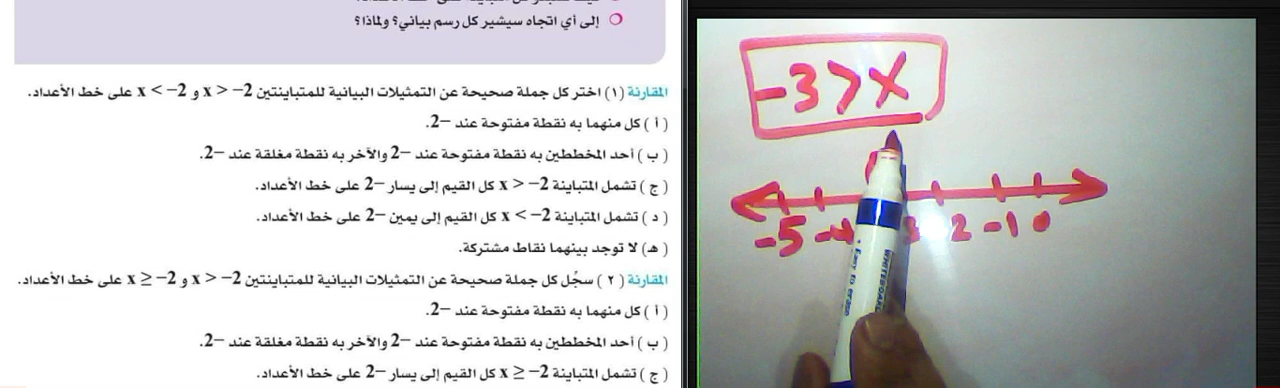 إلى أي اتجاه سيشير كل رسم بياني؟ ولماذا؟
المقارنة (١) اختر كل جملة صحيحة عن التمثيلات البيانية للمتباينتين x > −2 و x < −2 على خط الأعداد.
( أ ) كل منهما به نقطة مفتوحة عند −2.
( ب ) أحد المخططين به نقطة مفتوحة عند −2 والآخر به نقطة مغلقة عند −2.
( ج ) تشمل المتباينة x > −2 كل القيم إلى يسار −2 على خط الأعداد.
( د ) تشمل المتباينة x < −2 كل القيم إلى يمين −2 على خط الأعداد.
( هـ ) لا توجد بينهما نقاط مشتركة.
المقارنة ( ٢ ) سجُل كل جملة صحيحة عن التمثيلات البيانية للمتباينتين x > −2 و x ≥ −2 على خط الأعداد.
( أ ) كل منهما به نقطة مفتوحة عند −2.
( ب ) أحد المخططين به نقطة مفتوحة عند −2 والآخر به نقطة مغلقة عند −2.
( ج ) تشمل المتباينة x ≥ −2 كل القيم إلى يسار −2 على خط الأعداد.
-3 > X
-5 -4 2 -1 0
WHITEBOARD